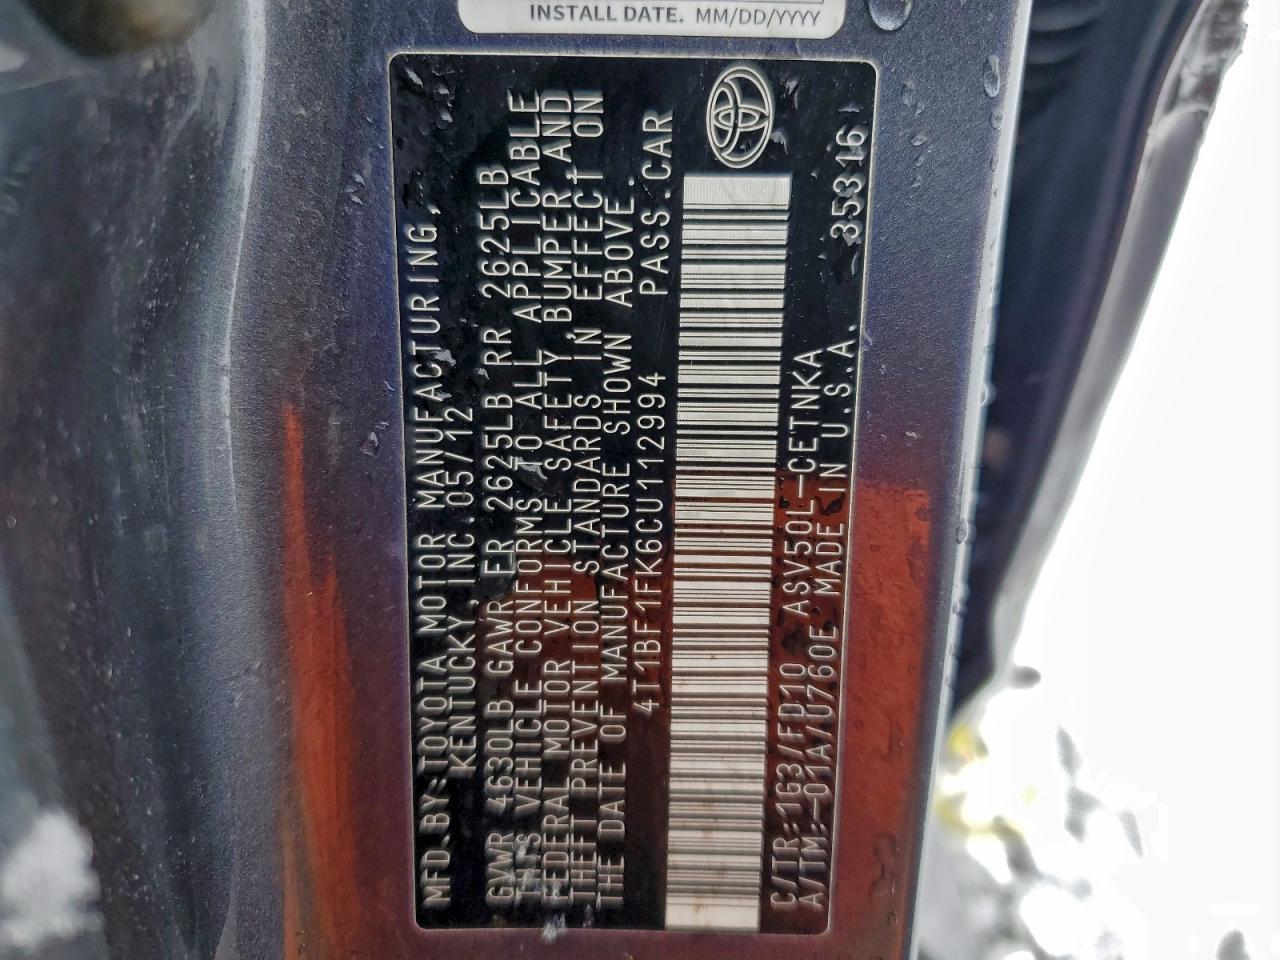 INSTALL DATE. MM/DD/YYYY
MFD.BY: TOYOTA MOTOR MANUFACTURING,
KENTUCKY, INC 05/12
GVWR 4630LB GAWR FR 2625LB RR 2625LB
THIS VEHICLE CONFORMS TO ALL APPLICABLE
FEDERAL MOTOR VEHICLE SAFETY, BUMPER, AND
THEFT PREVENTION STANDARDS IN EFFECT ON
THE DATE OF MANUFACTURE SHOWN ABOVE.
4T1BF1FK6CU112994 PASS.CAR
C/TR: 1G3/FD10 ASV50L-CETNKA
A/TM: -01A/U760E MADE IN U.S.A. 35316